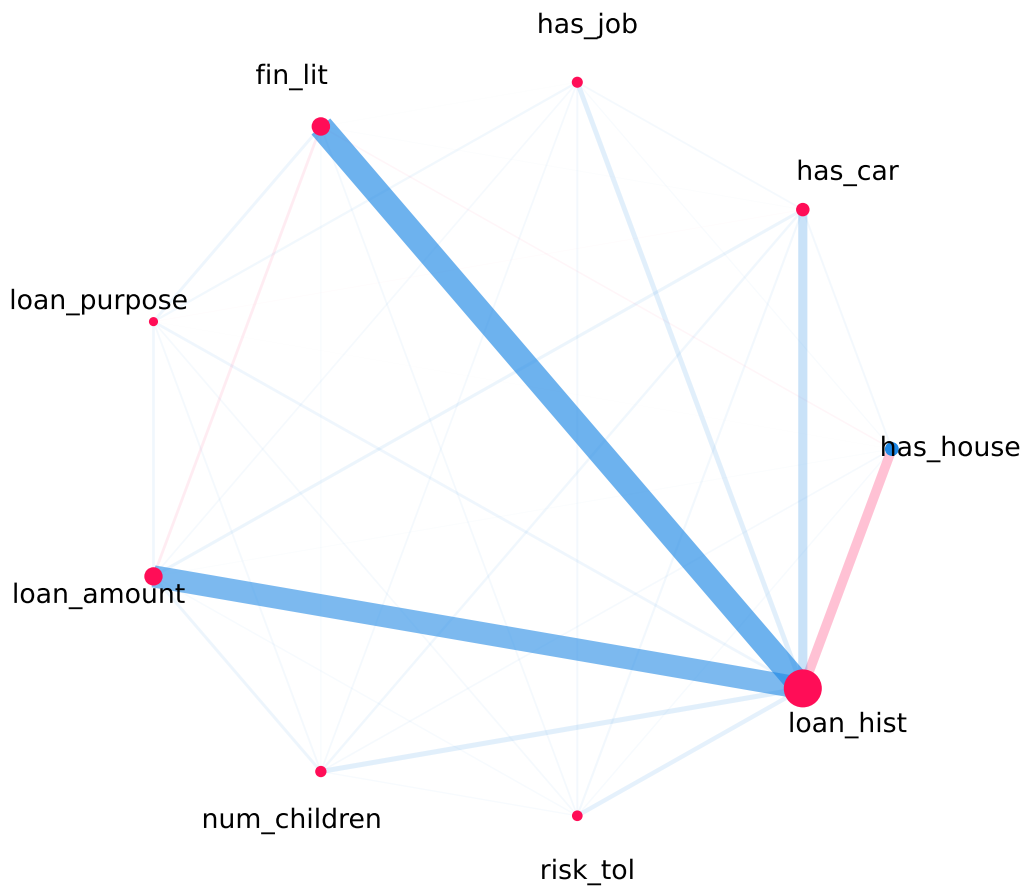 has_job
fin_lit
has_car
loan_purpose
has_house
loan_amount
loan_hist
num_children
risk_tol